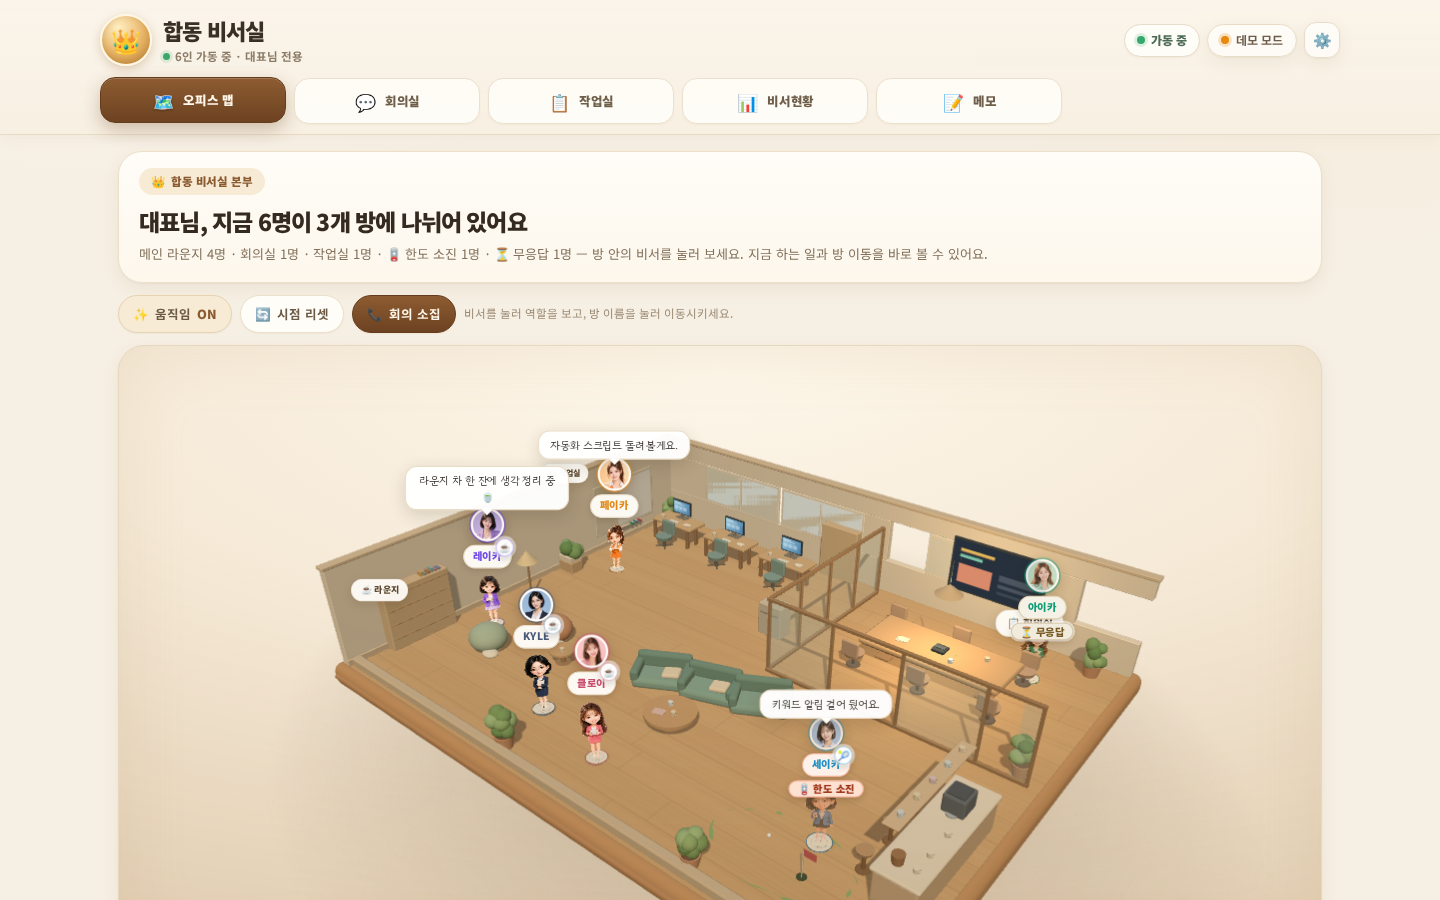 합동 비서실
6인 가동 중 · 대표님 전용
가동 중
데모 모드
오피스 맵
회의실
작업실
비서현황
메모
합동 비서실 본부
대표님, 지금 6명이 3개 방에 나뉘어 있어요
메인 라운지 4명 · 회의실 1명 · 작업실 1명 · 🪫 한도 소진 1명 · ⏳ 무응답 1명 — 방 안의 비서를 눌러 보세요. 지금 하는 일과 방 이동을 바로 볼 수 있어요.
움직임 ON
시점 리셋
회의 소집
비서를 눌러 역할을 보고, 방 이름을 눌러 이동시키세요.
자동화 스크립트 돌려볼게요.
업실
라운지 차 한 잔에 생각 정리 중
페이카
레이카
라운지
아이카
무응답
KYLE
클로이
키워드 알림 걸어 뒀어요.
세이카
한도 소진